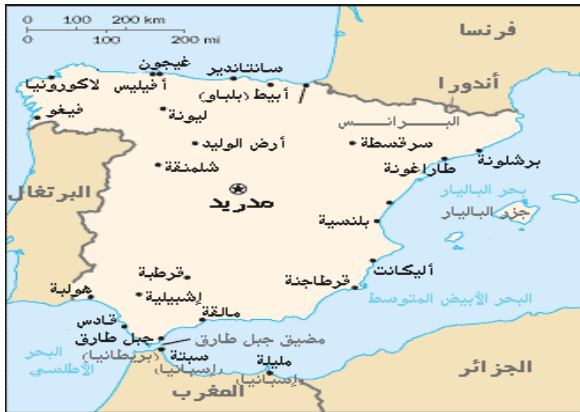 0 100 200 km
0 100 200 mi
فرنسا
أندورا
البرتغال
المغرب
الجزائر
غيجون
أفيليس
سانتاندير
لاكورونيا
فيغو
ليونة
أبيط (بلباو)
البرانس
أرض الوليد
سرقسطة
شلمنقة
طاراغونة
برشلونة
مدريد
بحر الباليار
جزر الباليار
بلنسية
أليكانت
قرطاجنة
البحر الأبيض المتوسط
قرطبة
إشبيلية
هولبة
مالقة
قادس
مضيق جبل طارق
جبل طارق
(بريطانيا)
سبتة
(إسبانيا)
مليلة
(إسبانيا)
البحر
الأطلسي